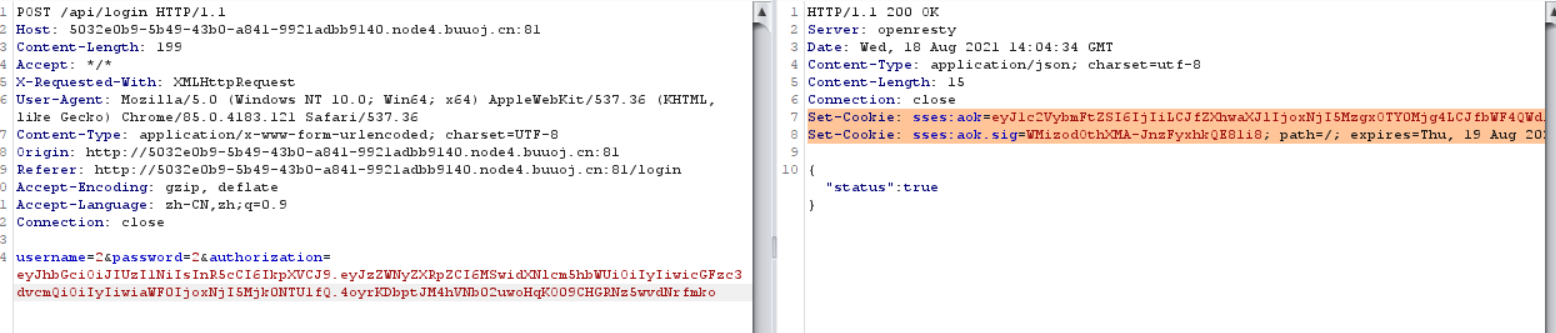 1 POST /api/login HTTP/1.1
2 Host: 5032e0b9-5b49-43b0-a841-9921adbb9140.node4.buuoj.cn:81
3 Content-Length: 199
4 Accept: */*
5 X-Requested-With: XMLHttpRequest
6 User-Agent: Mozilla/5.0 (Windows NT 10.0; Win64; x64) AppleWebKit/537.36 (KHTML,
like Gecko) Chrome/85.0.4183.121 Safari/537.36
7 Content-Type: application/x-www-form-urlencoded; charset=UTF-8
8 Origin: http://5032e0b9-5b49-43b0-a841-9921adbb9140.node4.buuoj.cn:81
9 Referer: http://5032e0b9-5b49-43b0-a841-9921adbb9140.node4.buuoj.cn:81/login
0 Accept-Encoding: gzip, deflate
1 Accept-Language: zh-CN,zh;q=0.9
2 Connection: close
3
4 username=2&password=2&authorization=
eyJhbGciOiJIUzI1NiIsInR5cCI6IkpXVCJ9.eyJzZWNyZXRpZCI6MSwidXNlcm5hbWUiOiIyIiwicGFzc3
dvcmQiOiIyIiwiaWF0IjoxNjI5Mjk0NTU1fQ.4oyrKDbptJM4hVNb02uwoHqK009CHGRNz5wvdNrfmko
1 HTTP/1.1 200 OK
2 Server: openresty
3 Date: Wed, 18 Aug 2021 14:04:34 GMT
4 Content-Type: application/json; charset=utf-8
5 Content-Length: 15
6 Connection: close
7 Set-Cookie: sses:aok=eyJ1c2VybmFtZSI6IjIiLCJfZXhwaXJlIjoxNjI5MzgxOTY0Mjg4LCJfbWF4QWd
8 Set-Cookie: sses:aok.sig=WMizodOthXMA-JnzFyxhkQE8li8; path=/; expires=Thu, 19 Aug 20
9
10 {
"status":true
}